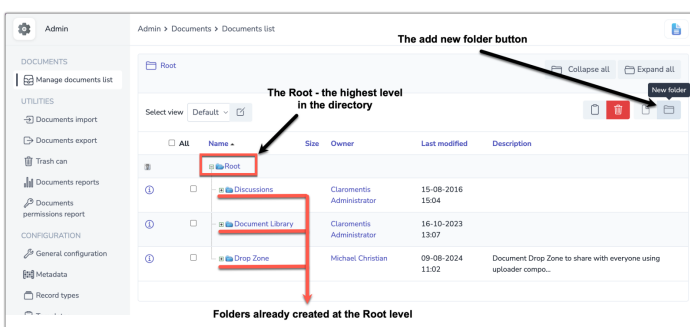 Admin
Admin > Documents > Documents list
The add new folder button
DOCUMENTS
Manage documents list
UTILITIES
Documents import
Documents export
Trash can
Documents reports
Documents
permissions report
CONFIGURATION
General configuration
Metadata
Record types
Root
Collapse all
Expand all
New folder
The Root - the highest level
in the directory
Select view
Default
All
Name
Size
Owner
Last modified
Description
Root
Discussions
Claromentis
Administrator
15-08-2016
15:04
Document Library
Claromentis
Administrator
16-10-2023
13:07
Drop Zone
Michael Christian
09-08-2024
11:02
Document Drop Zone to share with everyone using
uploader compo...
Folders already created at the Root level